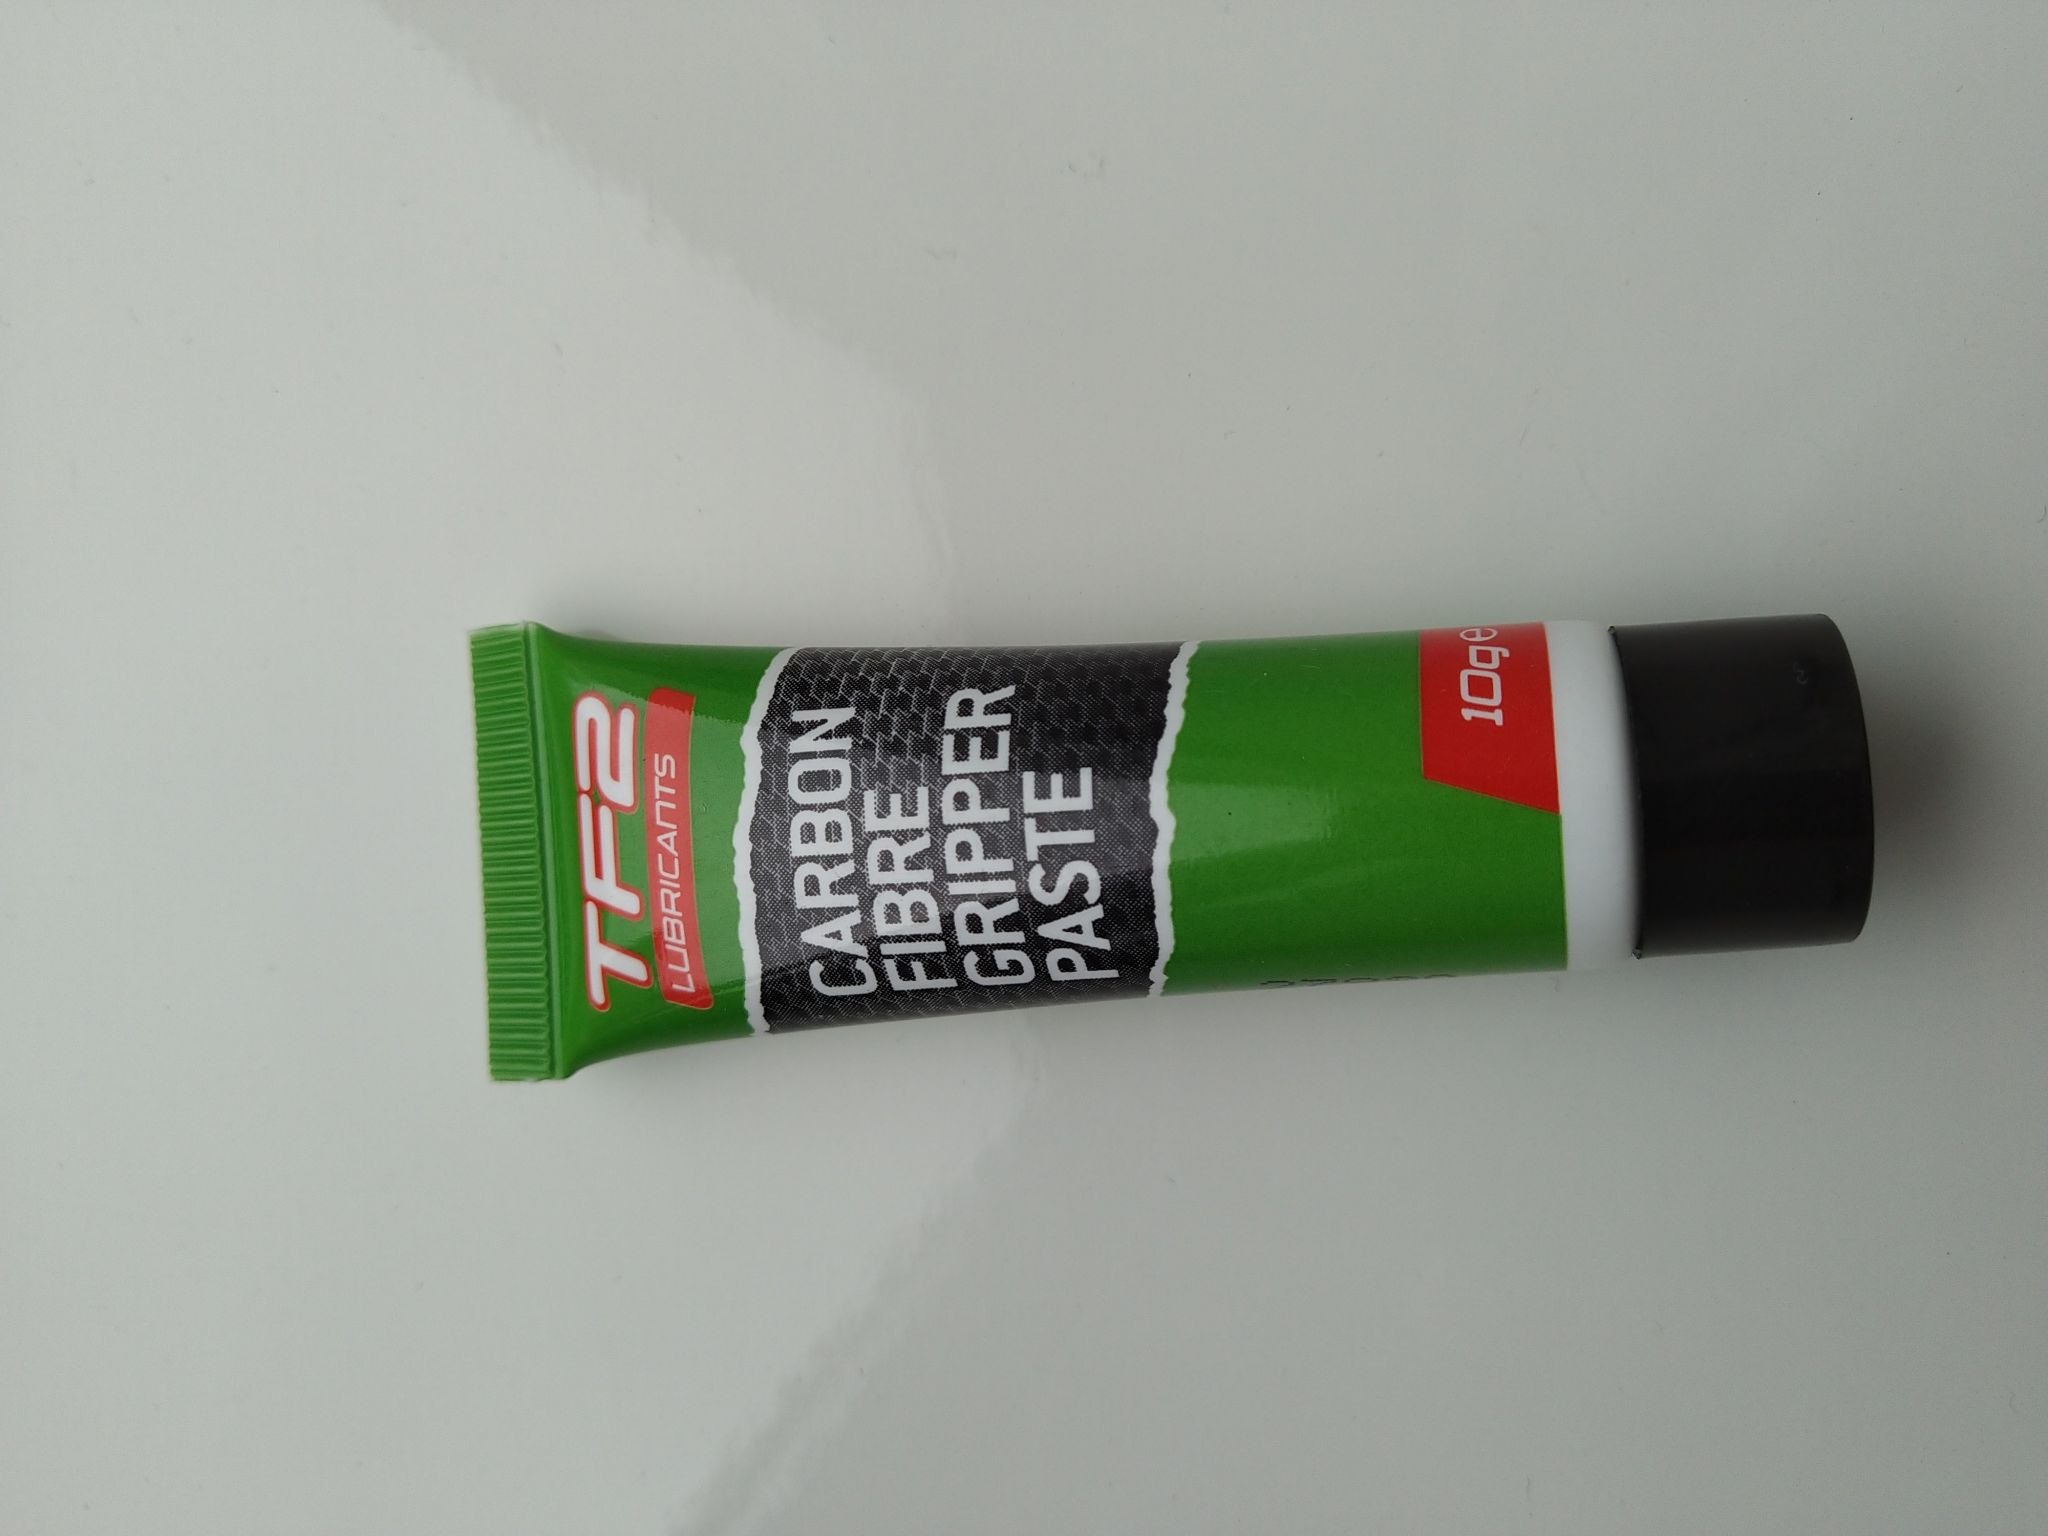 TF2
LUBRICANTS
CARBON
FIBRE
GRIPPER
PASTE
10g e